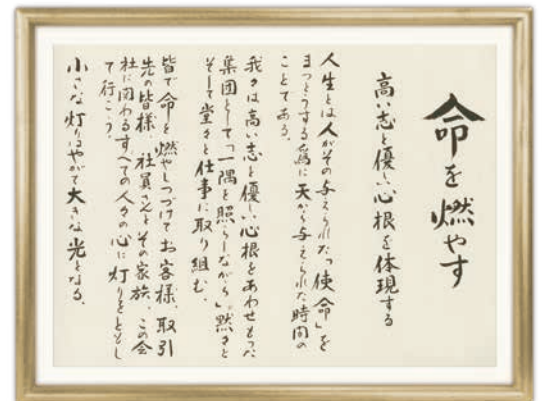 命を燃やす
高い志と優しい心根を体現する
人生とは人がその与えられた「使命」を
まっとうする為に天から与えられた時間の
ことである。
我々は高い志と優しい心根をあわせもった
集団として「一隅を照らしながら」黙々と
そして堂々と仕事に取り組む。
皆で命を燃やしつづけてお客様、取引
先の皆様、社員さんとその家族、この会
社に関わるすべての人々の心に灯りをともし
て行こう。
小さな灯りはやがて大きな光となる。